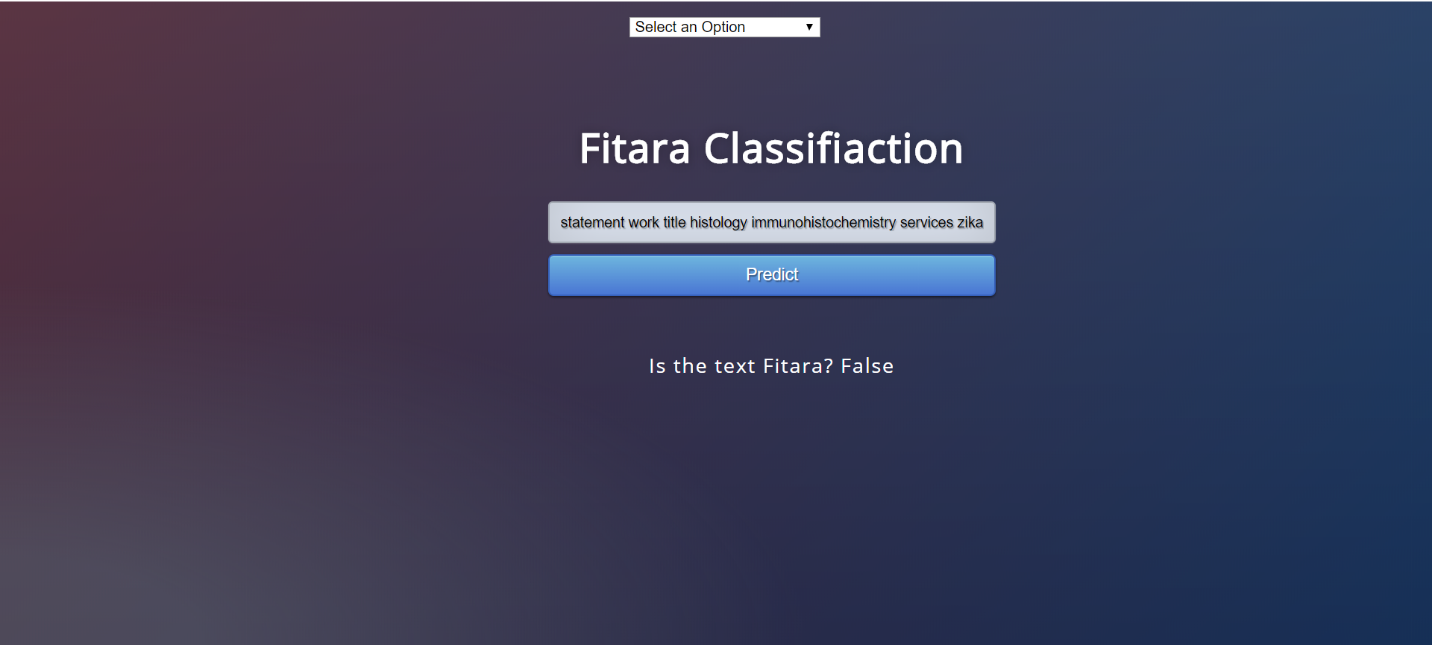 Select an Option
Fitara Classifiaction
statement work title histology immunohistochemistry services zika
Predict
Is the text Fitara? False